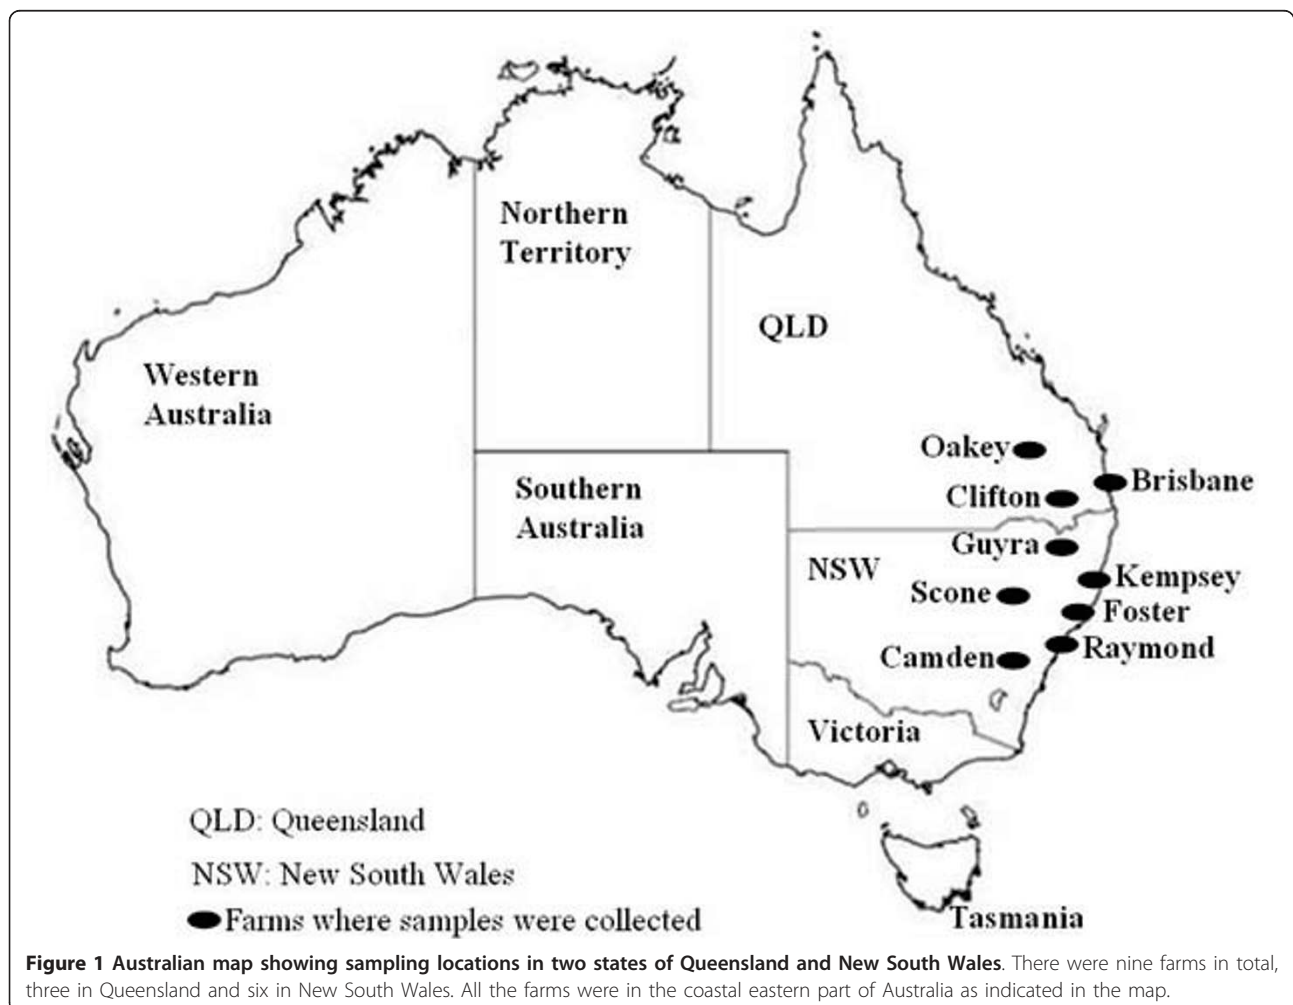 Northern
Territory
QLD
Western
Australia
Oakey
Brisbane
Southern
Australia
Clifton
Guyra
NSW
Kempsey
Scone
Foster
Raymond
Camden
Victoria
QLD: Queensland
NSW: New South Wales
Farms where samples were collected
Tasmania
Figure 1 Australian map showing sampling locations in two states of Queensland and New South Wales. There were nine farms in total,
three in Queensland and six in New South Wales. All the farms were in the coastal eastern part of Australia as indicated in the map.